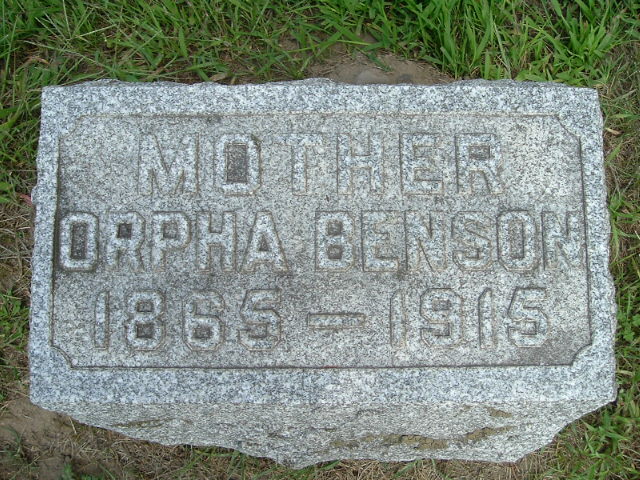 MOTHER
ORPHA BENSON
1865 — 1915